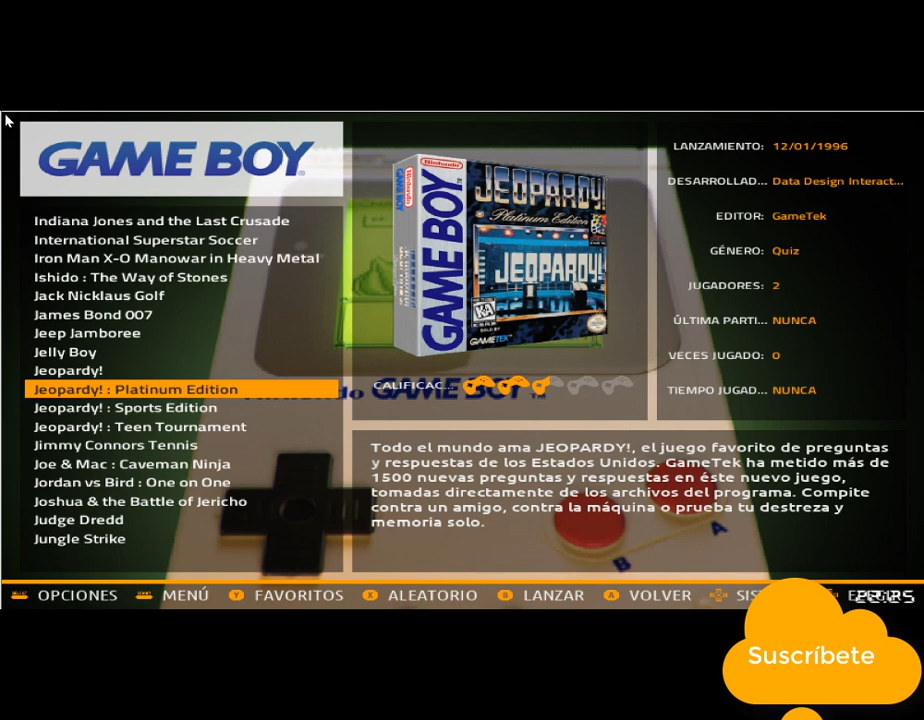 GAME BOY
Indiana Jones and the Last Crusade
International Superstar Soccer
Iron Man X-O Manowar in Heavy Metal
Ishido : The Way of Stones
Jack Nicklaus Golf
James Bond 007
Jeep Jamboree
Jelly Boy
Jeopardy!
Jeopardy! : Platinum Edition
Jeopardy! : Sports Edition
Jeopardy! : Teen Tournament
Jimmy Connors Tennis
Joe & Mac : Caveman Ninja
Jordan vs Bird : One on One
Joshua & the Battle of Jericho
Judge Dredd
Jungle Strike
Nintendo
GAME BOY
JEOPARDY!
Platinum Edition
JEOPARDY!
GAMETEK
CALIFICAC...
Nintendo GAME BOY TM
LANZAMIENTO: 12/01/1996
DESARROLLAD... Data Design Interact...
EDITOR: GameTek
GÉNERO: Quiz
JUGADORES: 2
ÚLTIMA PARTI... NUNCA
VECES JUGADO: 0
TIEMPO JUGAD... NUNCA
Todo el mundo ama JEOPARDY!, el juego favorito de preguntas
y respuestas de los Estados Unidos. GameTek ha metido más de
1500 nuevas preguntas y respuestas en éste nuevo juego,
tomadas directamente de los archivos del programa. Compite
contra un amigo, contra la máquina o prueba tu destreza y
memoria solo.
B A
OPCIONES MENÚ Y FAVORITOS X ALEATORIO S LANZAR A VOLVER
Suscríbete